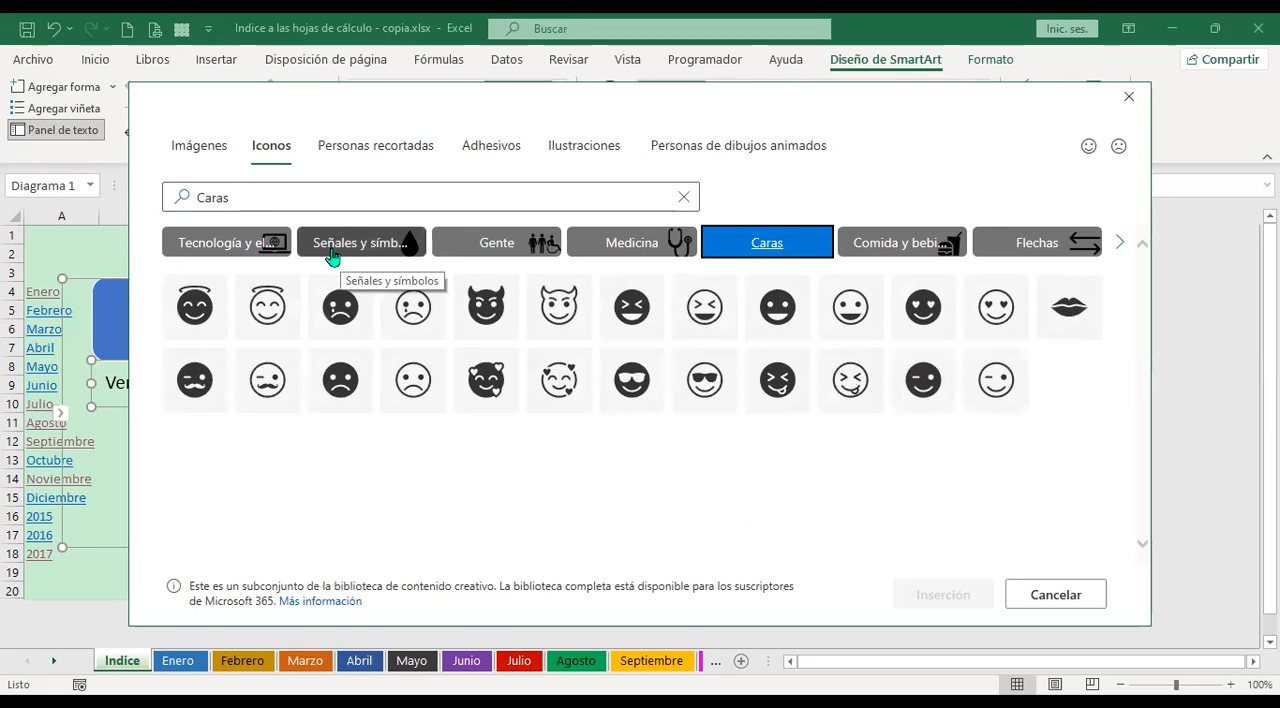 Indice a las hojas de cálculo - copia.xlsx - Excel
Buscar
Inic. ses.
Archivo Inicio Libros Insertar Disposición de página Fórmulas Datos Revisar Vista Programador Ayuda Diseño de SmartArt Formato Compartir
Agregar forma
Agregar viñeta
Panel de texto
Imágenes Iconos Personas recortadas Adhesivos Ilustraciones Personas de dibujos animados
Diagrama 1
Caras
Tecnología y el... Señales y símb... Gente Medicina Caras Comida y bebi... Flechas
Señales y símbolos
A
1
2
3
4 Enero
5 Febrero
6 Marzo
7 Abril
8 Mayo
9 Junio
10 Julio
11 Agosto
12 Septiembre
13 Octubre
14 Noviembre
15 Diciembre
16 2015
17 2016
18 2017
19
20
Ver
Este es un subconjunto de la biblioteca de contenido creativo. La biblioteca completa está disponible para los suscriptores
de Microsoft 365. Más información
Inserción Cancelar
Indice Enero Febrero Marzo Abril Mayo Junio Julio Agosto Septiembre ...
Listo
100%